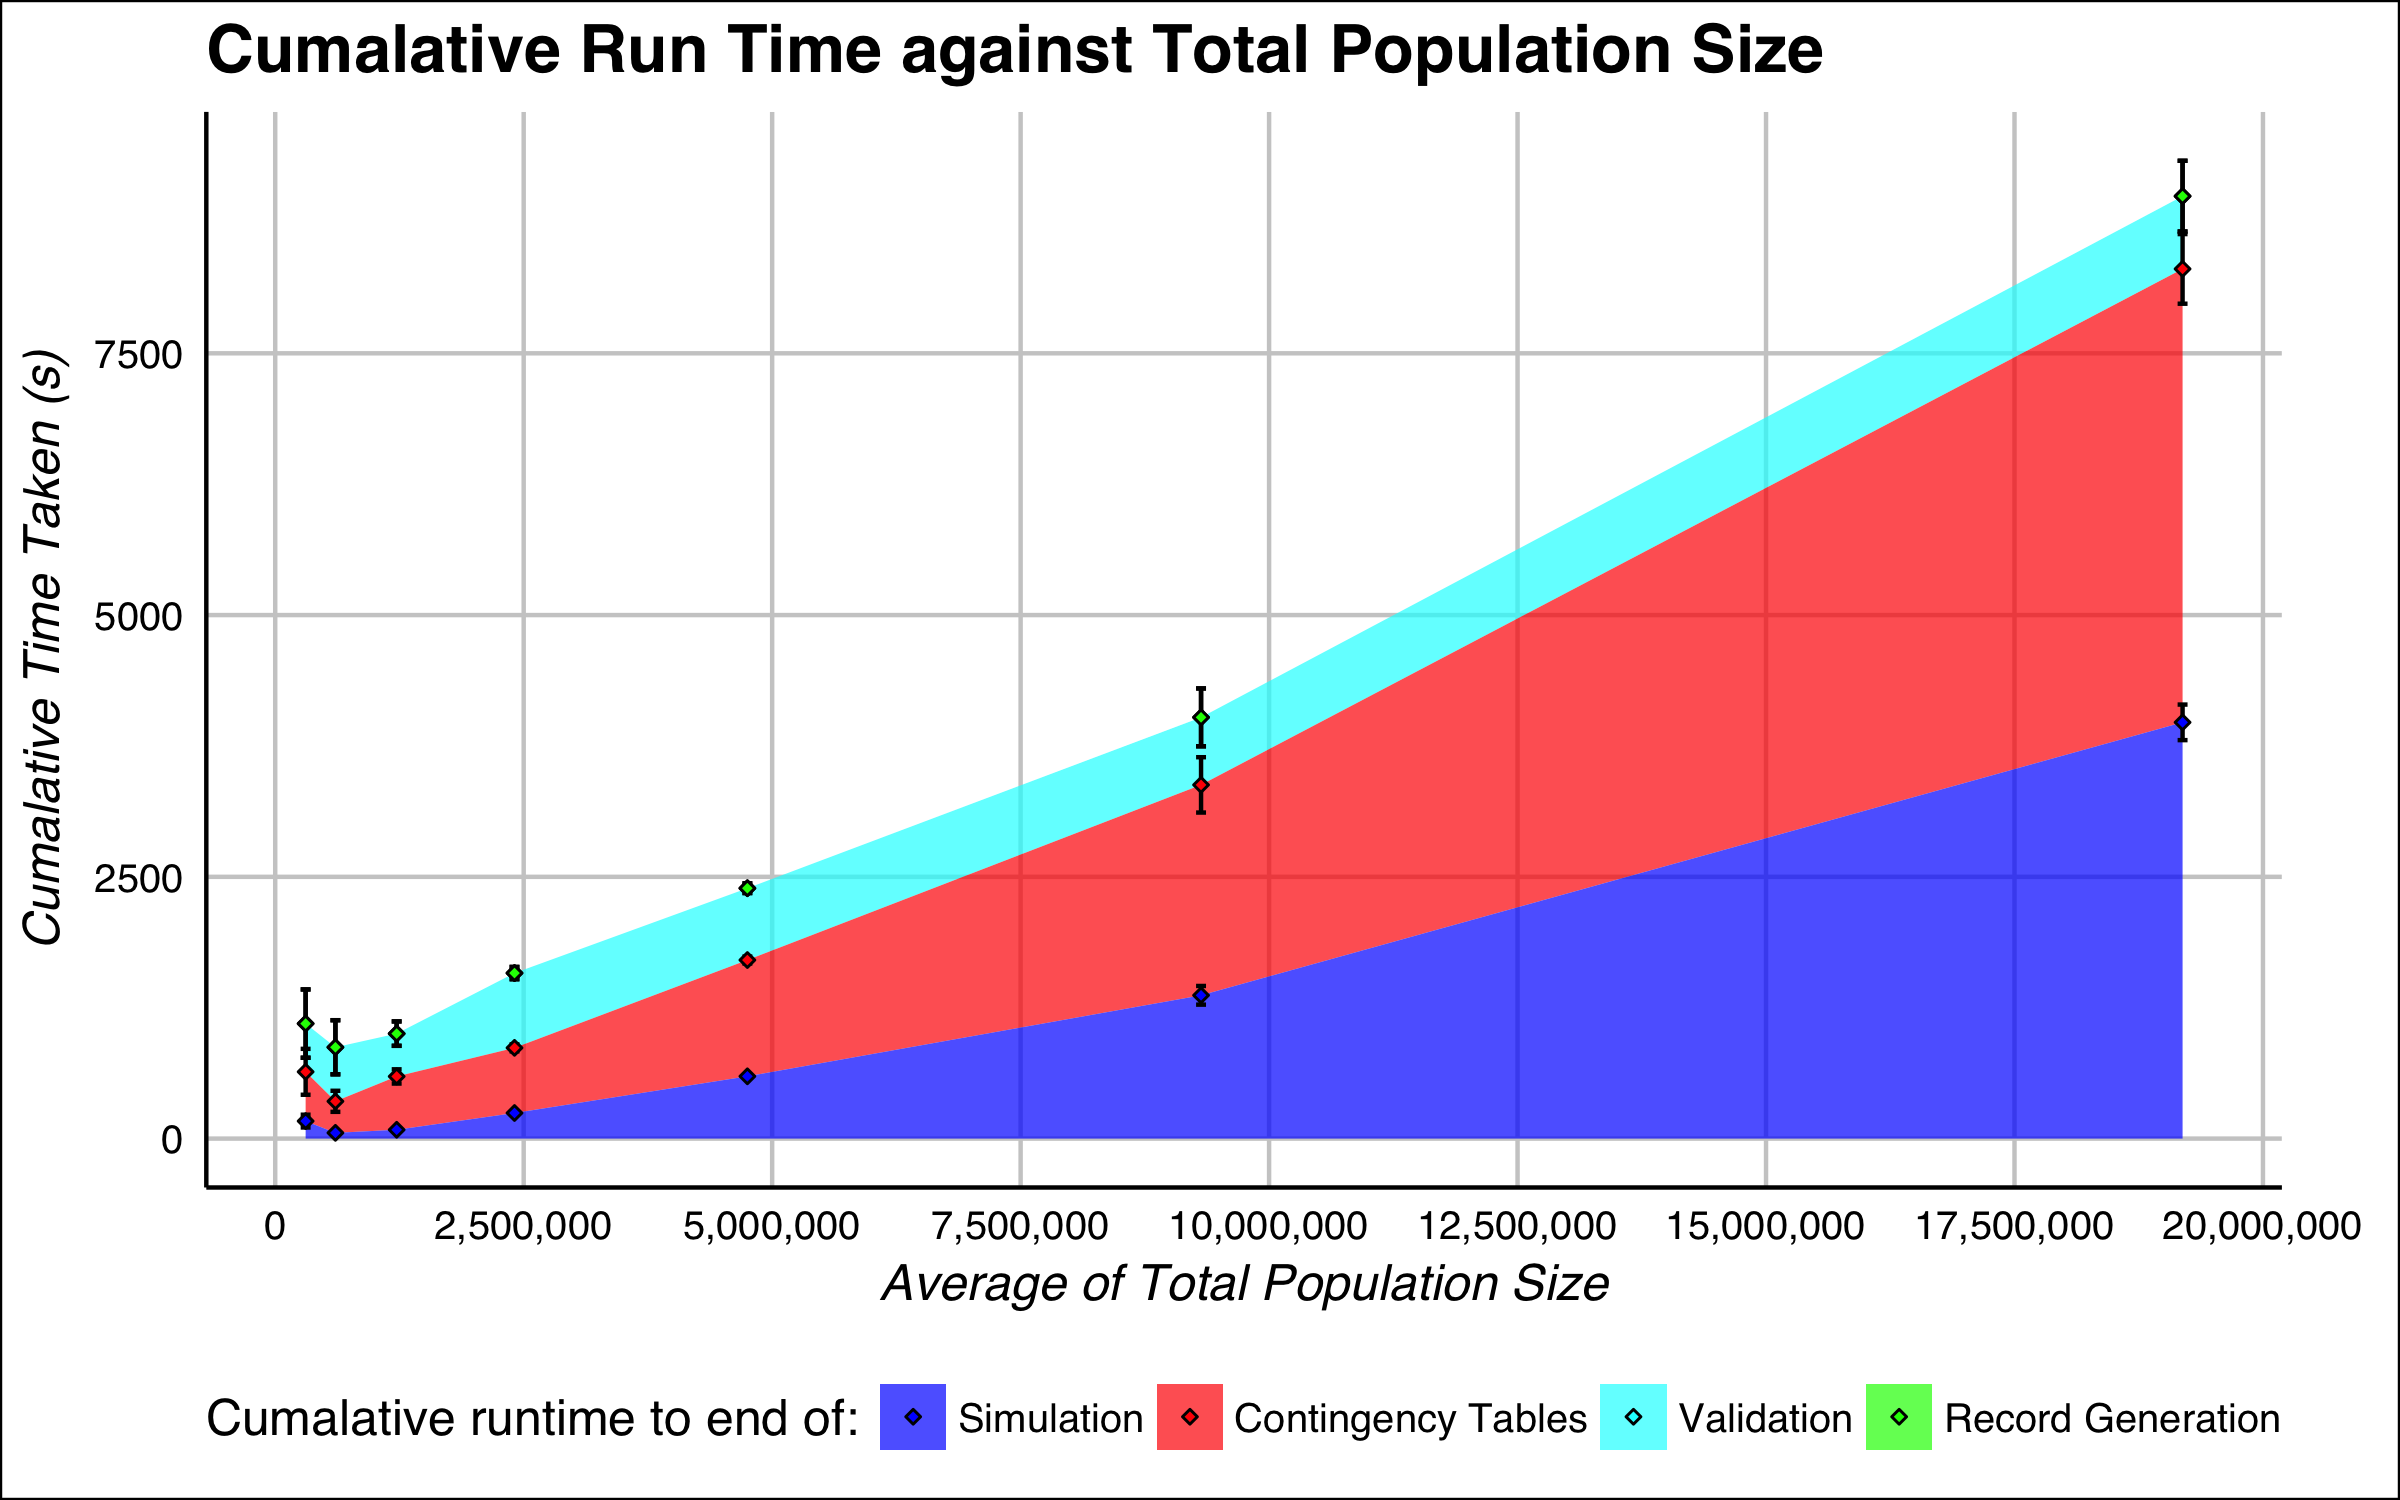 Cumalative Run Time against Total Population Size
Cumalative Time Taken (s)
7500
5000
2500
0
0 2,500,000 5,000,000 7,500,000 10,000,000 12,500,000 15,000,000 17,500,000 20,000,000
Average of Total Population Size
Cumalative runtime to end of: Simulation Contingency Tables Validation Record Generation